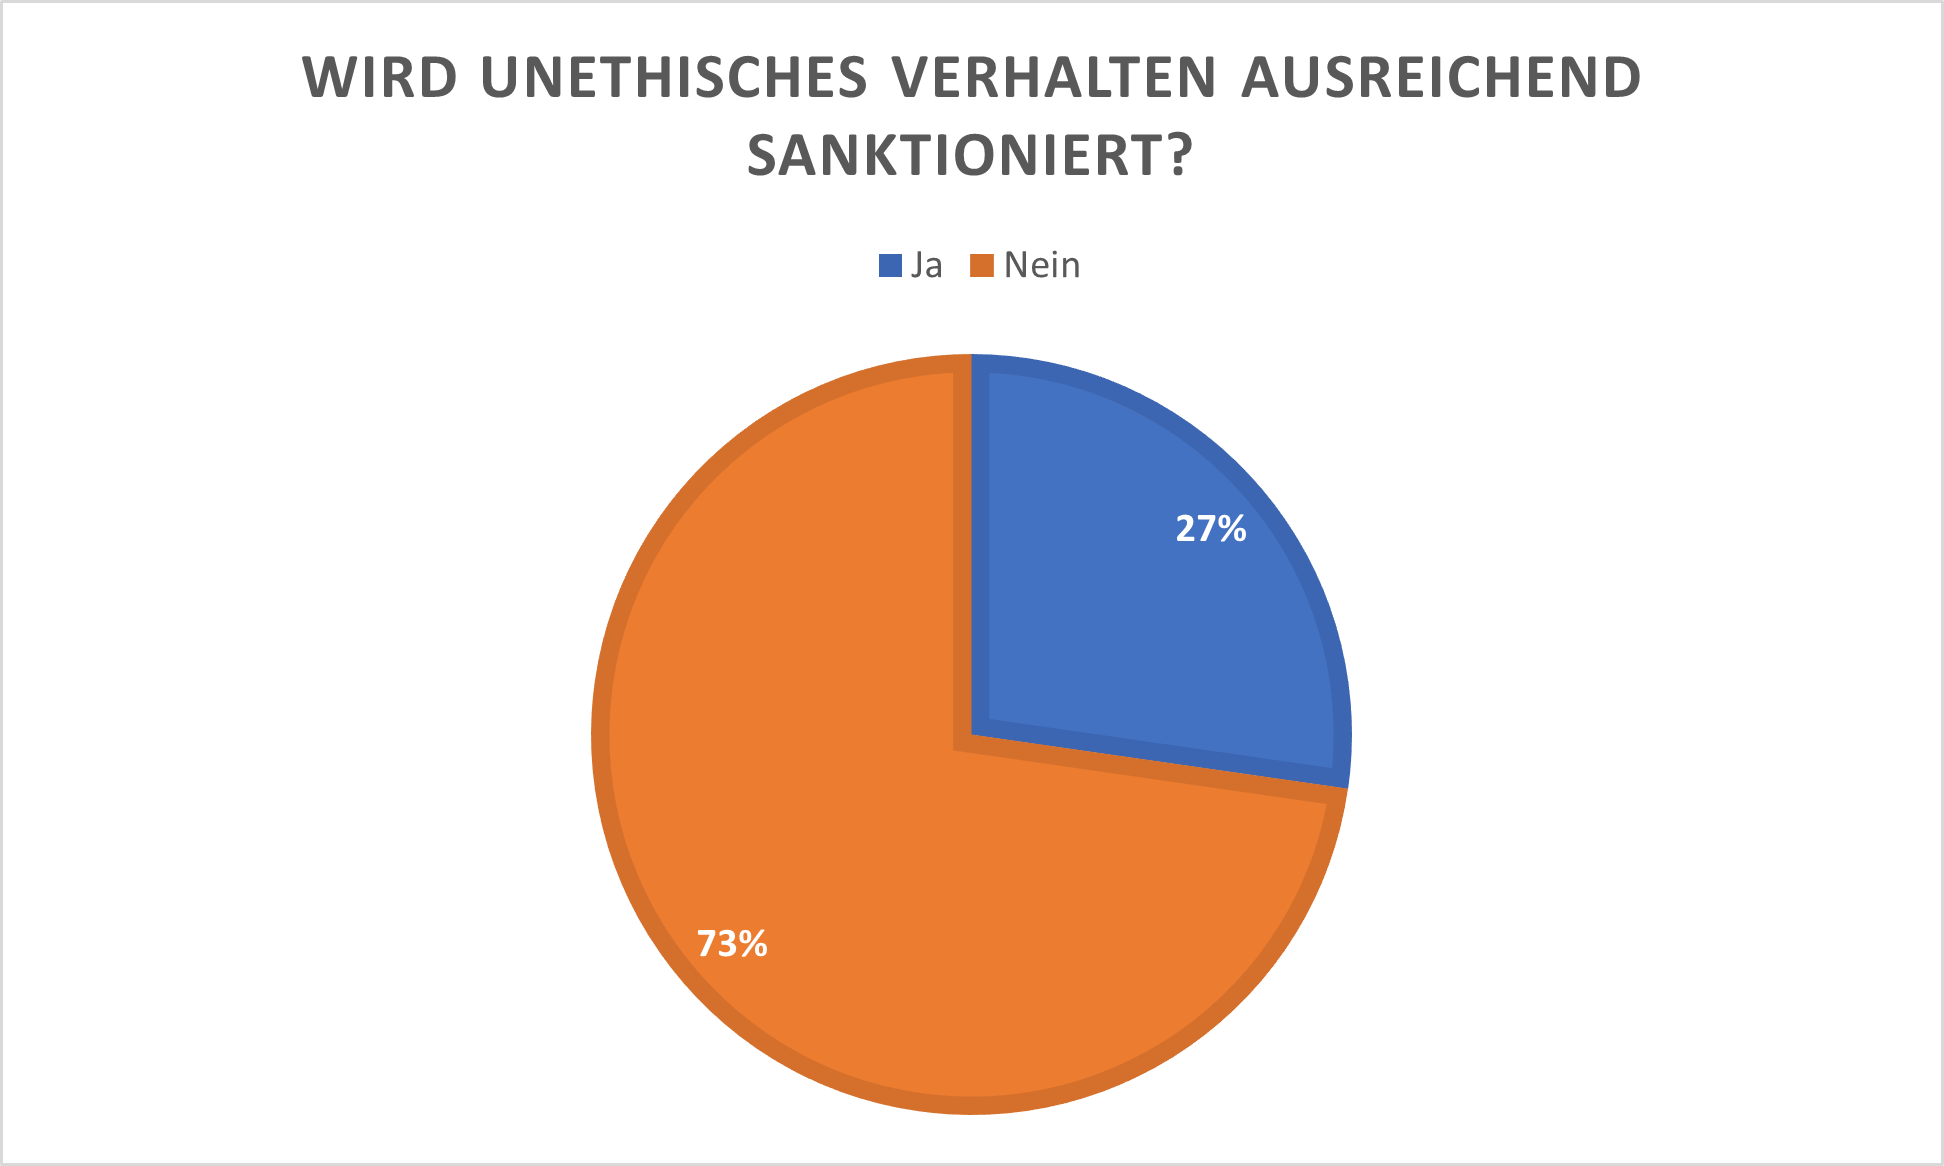 WIRD UNETHISCHES VERHALTEN AUSREICHEND
SANKTIONIERT?
Ja Nein
27%
73%